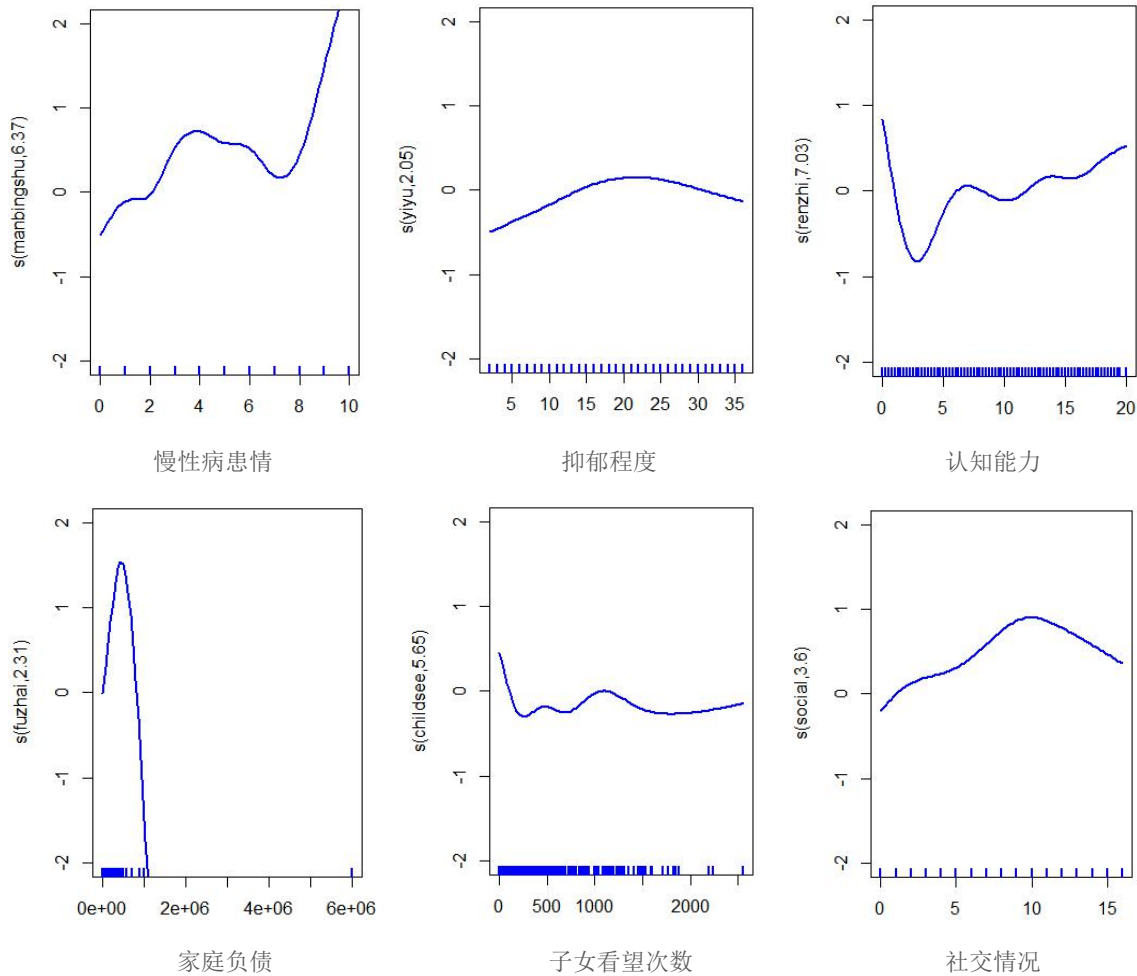 s(manbingshu,6.37)
2
1
0
-1
-2
0 2 4 6 8 10
慢性病患情
s(yiyu,2.05)
2
1
0
-1
-2
5 10 15 20 25 30 35
抑郁程度
s(renzhi,7.03)
2
1
0
-1
-2
0 5 10 15 20
认知能力
s(fuzhai,2.31)
2
1
0
-1
-2
0e+00 2e+06 6e+06
家庭负债
s(childsee,5.65)
2
1
0
-1
-2
0 500 1000 2000
子女看望次数
s(social,3.6)
2
1
0
-1
-2
0 5 10 15
社交情况